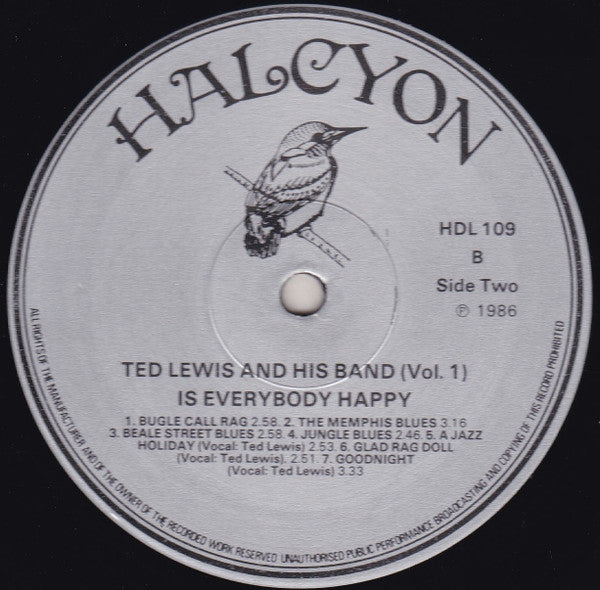 HALCYON
HDL 109
B
Side Two
℗ 1986
TED LEWIS AND HIS BAND (Vol. 1)
IS EVERYBODY HAPPY
1. BUGLE CALL RAG 2.58. 2. THE MEMPHIS BLUES 3.16
3. BEALE STREET BLUES 2.58. 4. JUNGLE BLUES 2.46. 5. A JAZZ
HOLIDAY (Vocal: Ted Lewis) 2.53. 6. GLAD RAG DOLL
(Vocal: Ted Lewis). 2.51. 7. GOODNIGHT
(Vocal: Ted Lewis) 3.33
ALL RIGHTS OF THE MANUFACTURER AND OF THE OWNER OF THE RECORDED WORK RESERVED UNAUTHORISED PUBLIC PERFORMANCE BROADCASTING AND COPYING OF THIS RECORD PROHIBITED